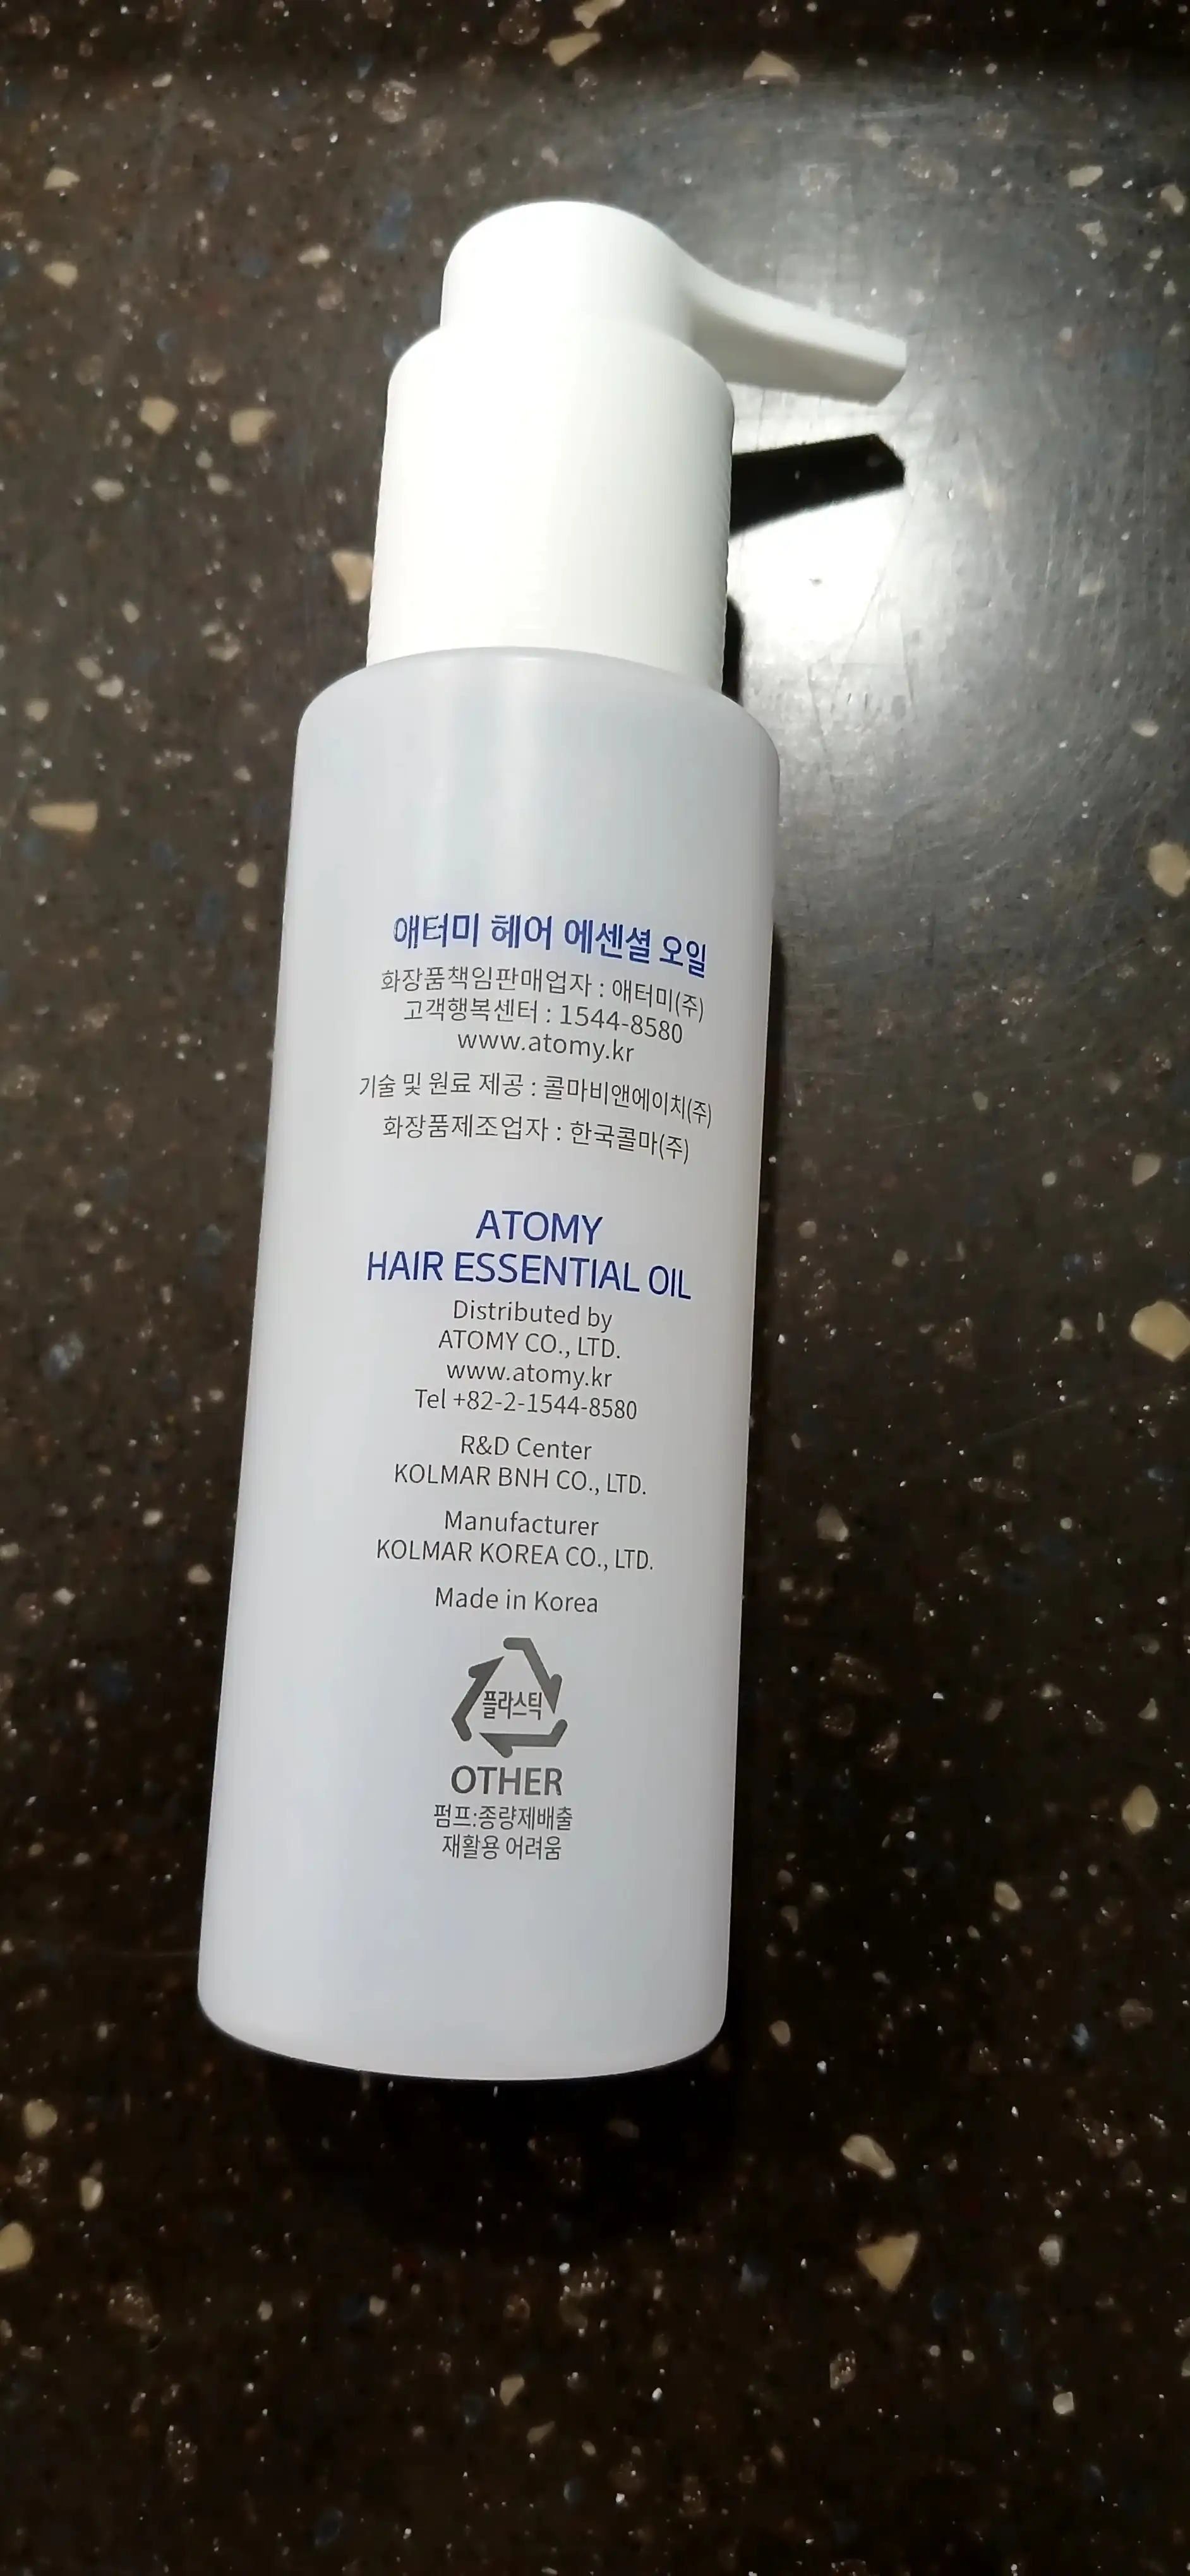 애터미 헤어 에센셜 오일
화장품책임판매업자 : 애터미(주)
고객행복센터 : 1544-8580
www.atomy.kr
기술 및 원료 제공 : 콜마비앤에이치(주)
화장품제조업자 : 한국콜마(주)
ATOMY
HAIR ESSENTIAL OIL
Distributed by
ATOMY CO., LTD.
www.atomy.kr
Tel +82-2-1544-8580
R&D Center
KOLMAR BNH CO., LTD.
Manufacturer
KOLMAR KOREA CO., LTD.
Made in Korea
플라스틱
OTHER
펌프:종량제배출
재활용 어려움